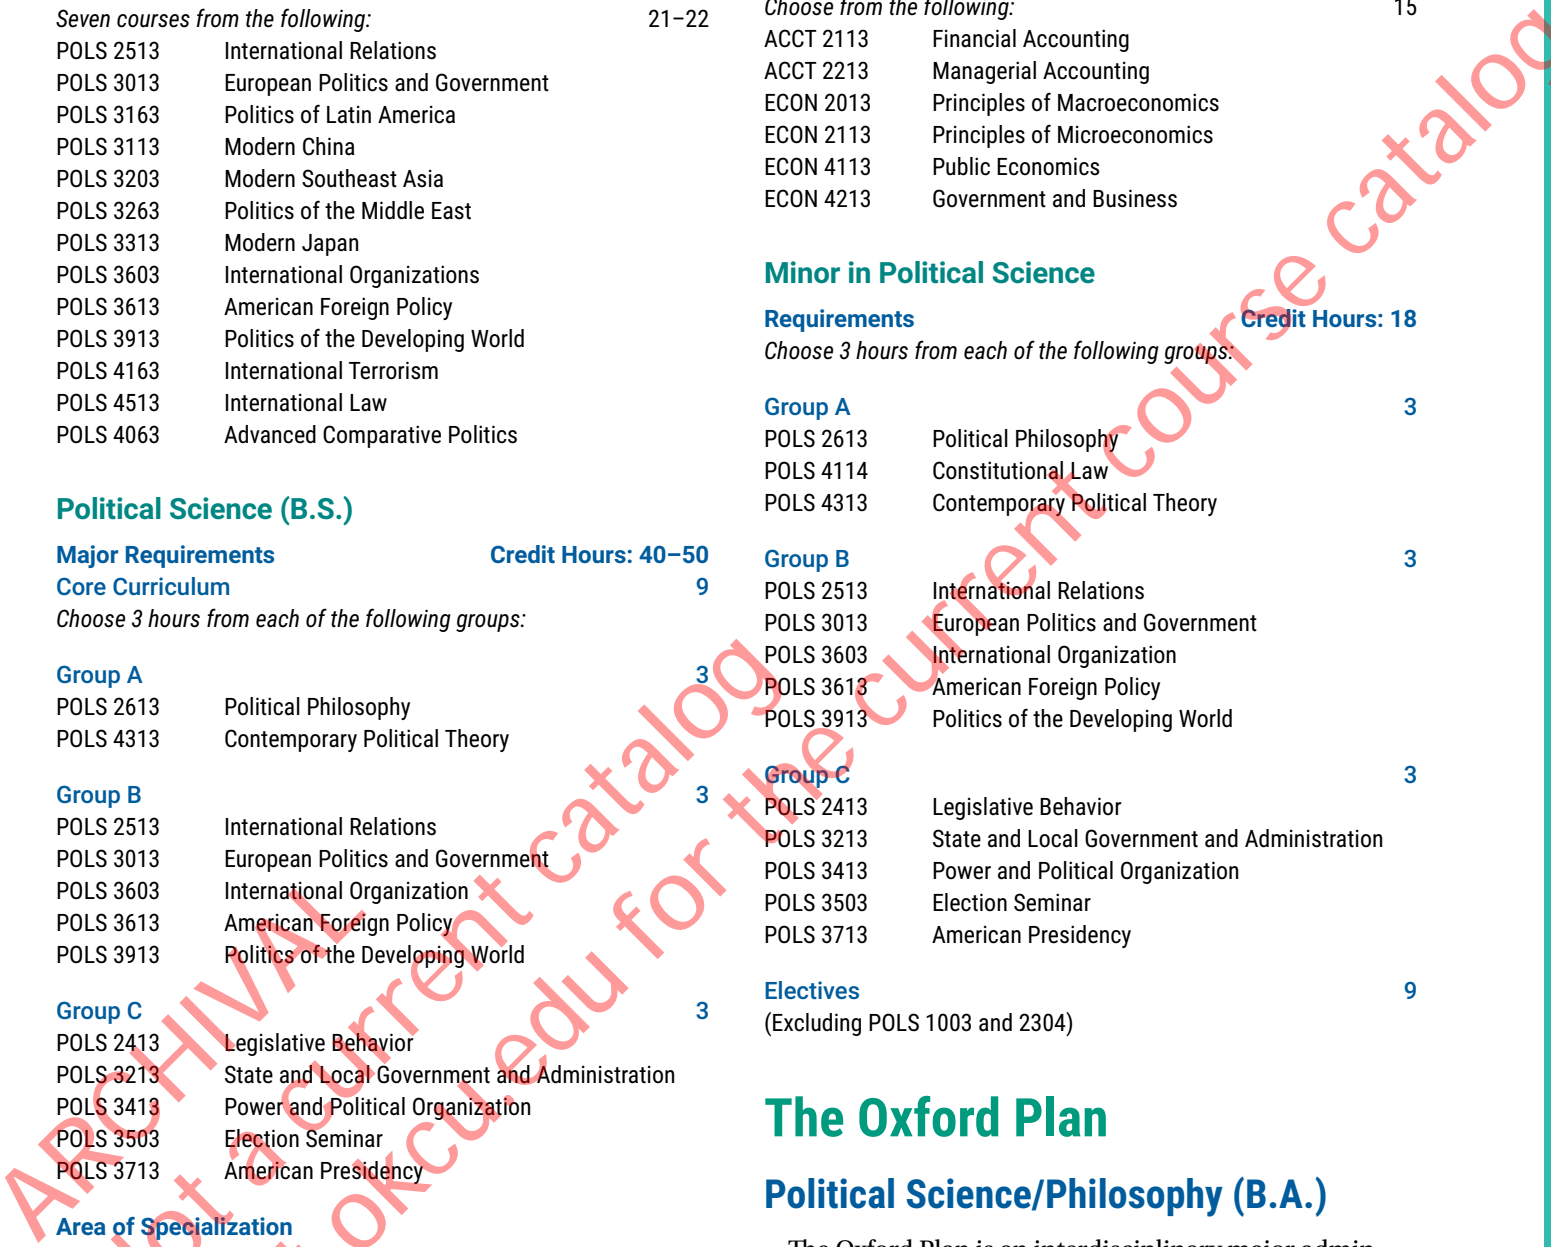 Seven courses from the following: 21–22
POLS 2513 International Relations
POLS 3013 European Politics and Government
POLS 3163 Politics of Latin America
POLS 3113 Modern China
POLS 3203 Modern Southeast Asia
POLS 3263 Politics of the Middle East
POLS 3313 Modern Japan
POLS 3603 International Organizations
POLS 3613 American Foreign Policy
POLS 3913 Politics of the Developing World
POLS 4163 International Terrorism
POLS 4513 International Law
POLS 4063 Advanced Comparative Politics
Political Science (B.S.)
Major Requirements Credit Hours: 40–50
Core Curriculum 9
Choose 3 hours from each of the following groups:
Group A 3
POLS 2613 Political Philosophy
POLS 4313 Contemporary Political Theory
Group B 3
POLS 2513 International Relations
POLS 3013 European Politics and Government
POLS 3603 International Organization
POLS 3613 American Foreign Policy
POLS 3913 Politics of the Developing World
Group C 3
POLS 2413 Legislative Behavior
POLS 3213 State and Local Government and Administration
POLS 3413 Power and Political Organization
POLS 3503 Election Seminar
POLS 3713 American Presidency
Area of Specialization
Choose from the following: 15
ACCT 2113 Financial Accounting
ACCT 2213 Managerial Accounting
ECON 2013 Principles of Macroeconomics
ECON 2113 Principles of Microeconomics
ECON 4113 Public Economics
ECON 4213 Government and Business
Minor in Political Science
Requirements Credit Hours: 18
Choose 3 hours from each of the following groups:
Group A 3
POLS 2613 Political Philosophy
POLS 4114 Constitutional Law
POLS 4313 Contemporary Political Theory
Group B 3
POLS 2513 International Relations
POLS 3013 European Politics and Government
POLS 3603 International Organization
POLS 3613 American Foreign Policy
POLS 3913 Politics of the Developing World
Group C 3
POLS 2413 Legislative Behavior
POLS 3213 State and Local Government and Administration
POLS 3413 Power and Political Organization
POLS 3503 Election Seminar
POLS 3713 American Presidency
Electives 9
(Excluding POLS 1003 and 2304)
The Oxford Plan
Political Science/Philosophy (B.A.)
The Oxford Plan is an interdisciplinary major admin-
ARCHIVAL
not a current catalog
okcu.edu for the current course catalog